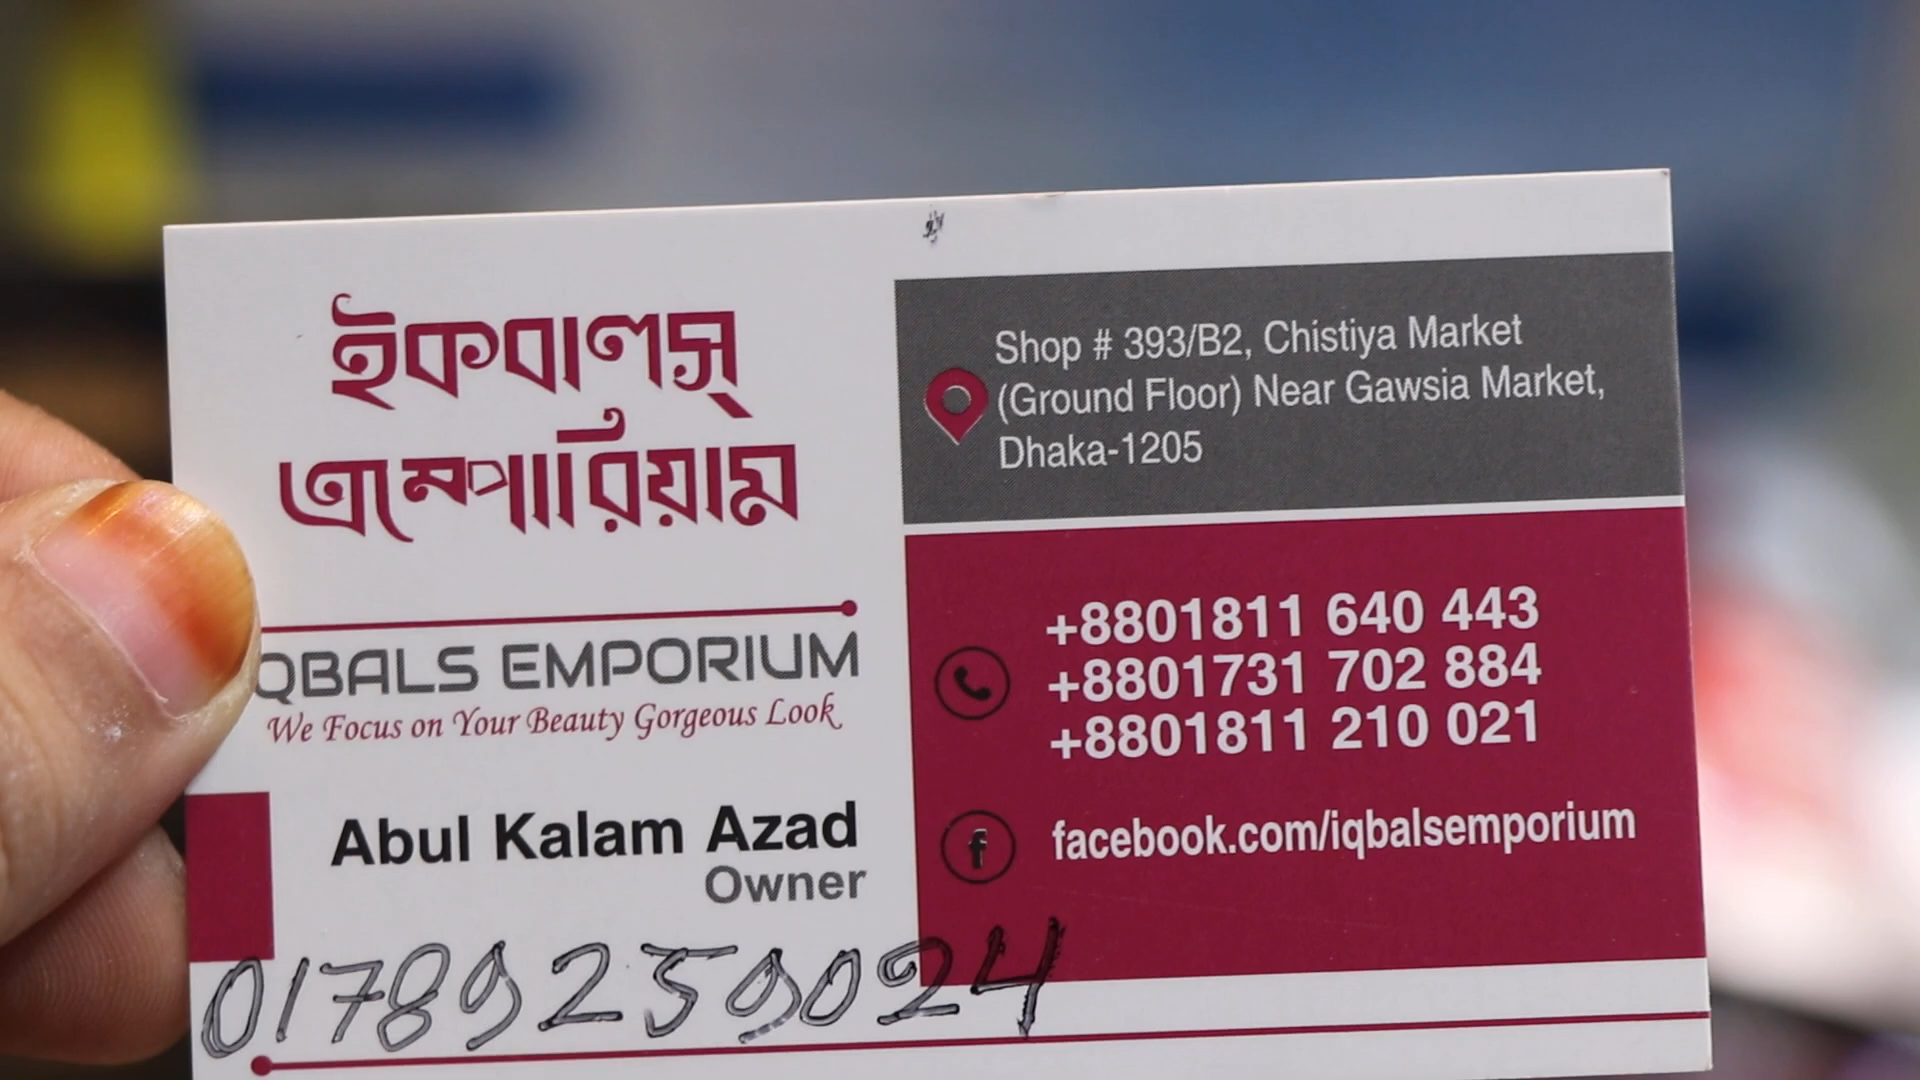 ইকবালস্
এম্পোরিয়াম
QBALS EMPORIUM
We Focus on Your Beauty Gorgeous Look
Abul Kalam Azad
Owner
01789259024
Shop # 393/B2, Chistiya Market
(Ground Floor) Near Gawsia Market,
Dhaka-1205
+8801811 640 443
+8801731 702 884
+8801811 210 021
facebook.com/iqbalsemporium